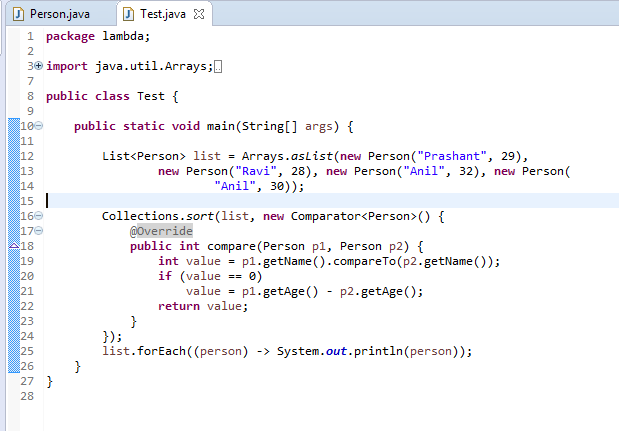 Person.java Test.java
1 package lambda;
2
3 import java.util.Arrays;
7
8 public class Test {
9
10 public static void main(String[] args) {
11
12 List<Person> list = Arrays.asList(new Person("Prashant", 29),
13 new Person("Ravi", 28), new Person("Anil", 32), new Person(
14 "Anil", 30));
15
16 Collections.sort(list, new Comparator<Person>() {
17 @Override
18 public int compare(Person p1, Person p2) {
19 int value = p1.getName().compareTo(p2.getName());
20 if (value == 0)
21 value = p1.getAge() - p2.getAge();
22 return value;
23 }
24 });
25 list.forEach((person) -> System.out.println(person));
26 }
27 }
28